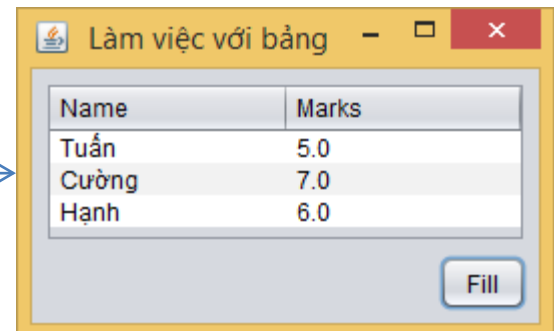 Làm việc với bảng
Name Marks
Tuấn 5.0
Cường 7.0
Hạnh 6.0
Fill